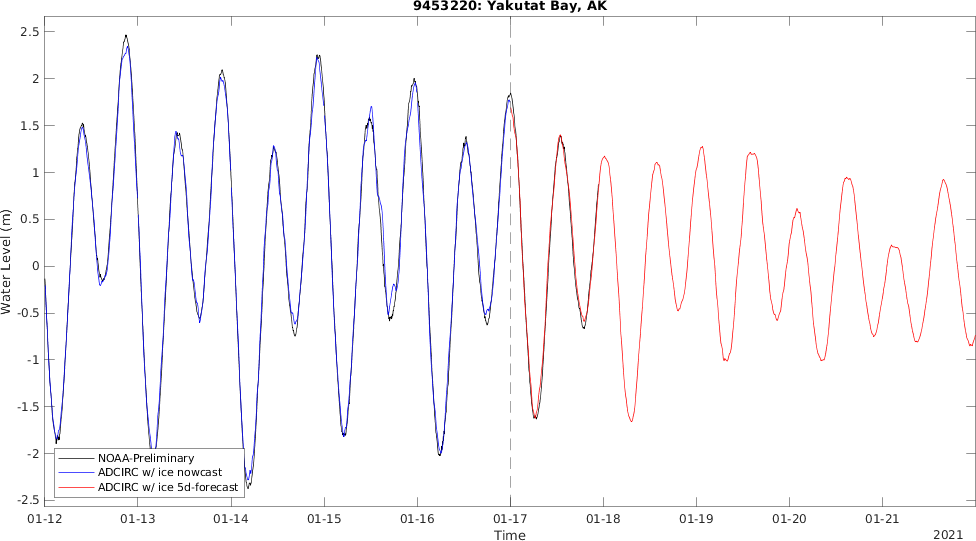 9453220: Yakutat Bay, AK
2.5
2
1.5
1
0.5
0
-0.5
-1
-1.5
-2
-2.5
Water Level (m)
NOAA-Preliminary
ADCIRC w/ ice nowcast
ADCIRC w/ ice 5d-forecast
01-12 01-13 01-14 01-15 01-16 01-17 01-18 01-19 01-20 01-21
Time
2021